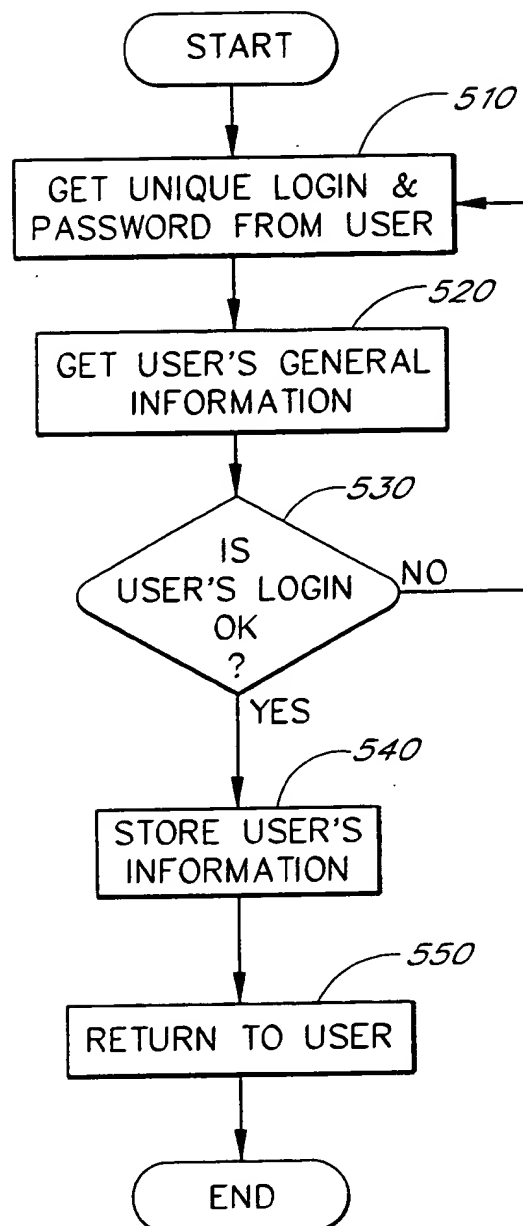 START
510
GET UNIQUE LOGIN &
PASSWORD FROM USER
520
GET USER'S GENERAL
INFORMATION
530
IS
USER'S LOGIN
OK
?
NO
YES
540
STORE USER'S
INFORMATION
550
RETURN TO USER
END